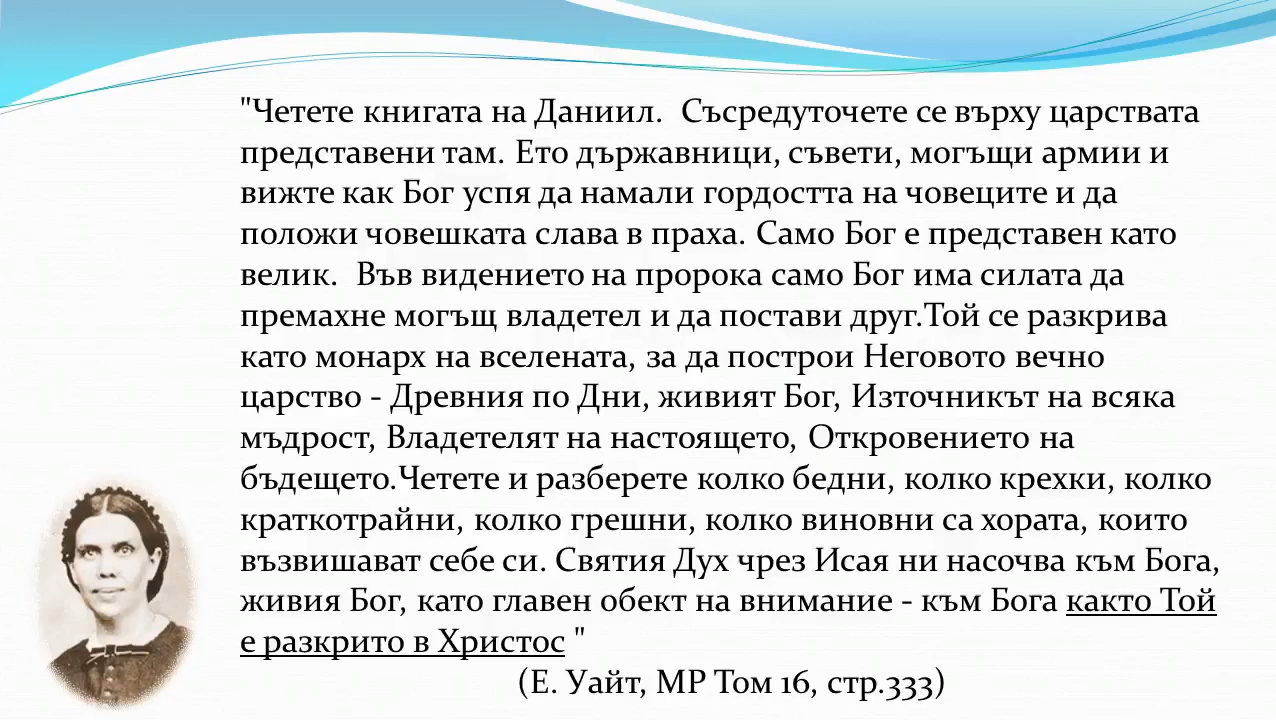 "Четете книгата на Даниил.  Съсредуточете се върху царствата
представени там. Ето държавници, съвети, могъщи армии и
вижте как Бог успя да намали гордостта на човеците и да
положи човешката слава в праха. Само Бог е представен като
велик.  Във видението на пророка само Бог има силата да
премахне могъщ владетел и да постави друг.Той се разкрива
като монарх на вселената, за да построи Неговото вечно
царство - Древния по Дни, живият Бог, Източникът на всяка
мъдрост, Владетелят на настоящето, Откровението на
бъдещето.Четете и разберете колко бедни, колко крехки, колко
краткотрайни, колко грешни, колко виновни са хората, които
възвишават себе си. Святия Дух чрез Исая ни насочва към Бога,
живия Бог, като главен обект на внимание - към Бога както Той
е разкрито в Христос "
(Е. Уайт, МР Том 16, стр.333)